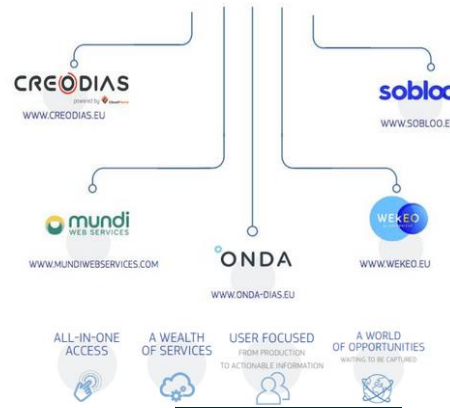 CREODIAS
powered by CloudFerro
WWW.CREODIAS.EU
sobloo
WWW.SOBLOO.E
mundi
WEB SERVICES
WWW.MUNDIWEBSERVICES.COM
ONDA
WWW.ONDA-DIAS.EU
WEKEO
WWW.WEKEO.EU
ALL-IN-ONE
ACCESS
A WEALTH
OF SERVICES
USER FOCUSED
FROM PRODUCTION
TO ACTIONABLE INFORMATION
A WORLD
OF OPPORTUNITIES
WAITING TO BE CAPTURED